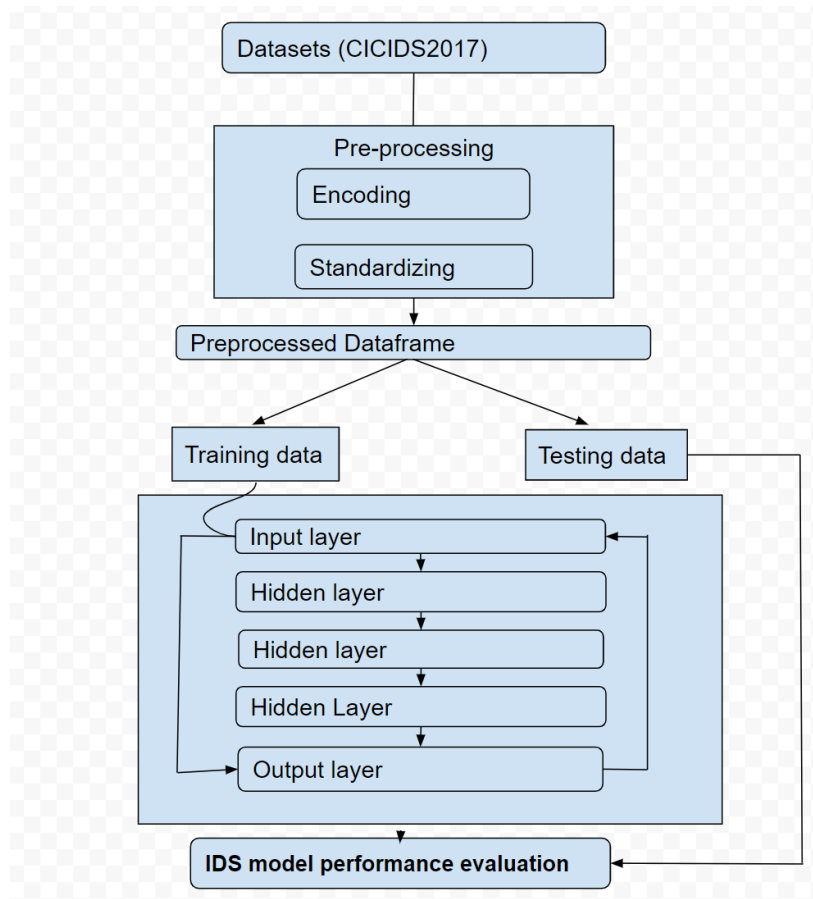 Datasets (CICIDS2017)
Pre-processing
Encoding
Standardizing
Preprocessed Dataframe
Training data
Testing data
Input layer
Hidden layer
Hidden layer
Hidden Layer
Output layer
IDS model performance evaluation